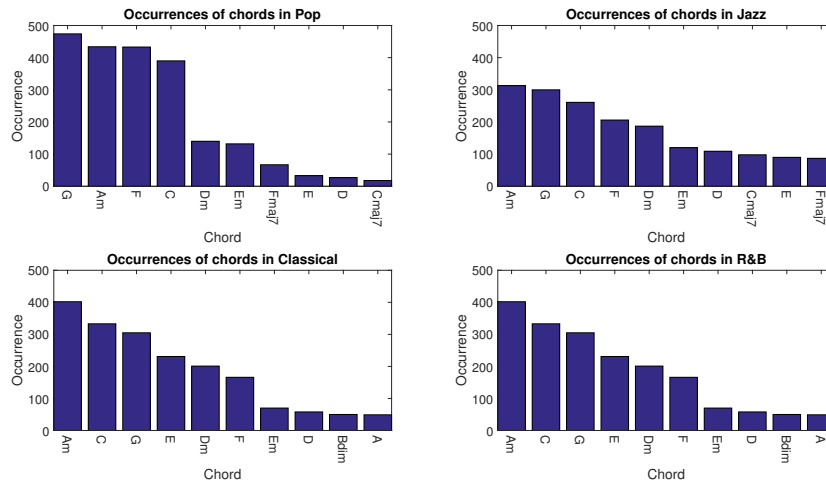 Occurrences of chords in Pop
500
400
300
200
100
0
Occurrence
G Am F C Dm Em Fmaj7 E D Cmaj7
Chord
Occurrences of chords in Jazz
500
400
300
200
100
0
Occurrence
Am G C F Dm Em D Cmaj7 E Fmaj7
Chord
Occurrences of chords in Classical
500
400
300
200
100
0
Occurrence
Am C G E Dm F Em D Bdim A
Chord
Occurrences of chords in R&B
500
400
300
200
100
0
Occurrence
Am C G E Dm F Em D Bdim A
Chord